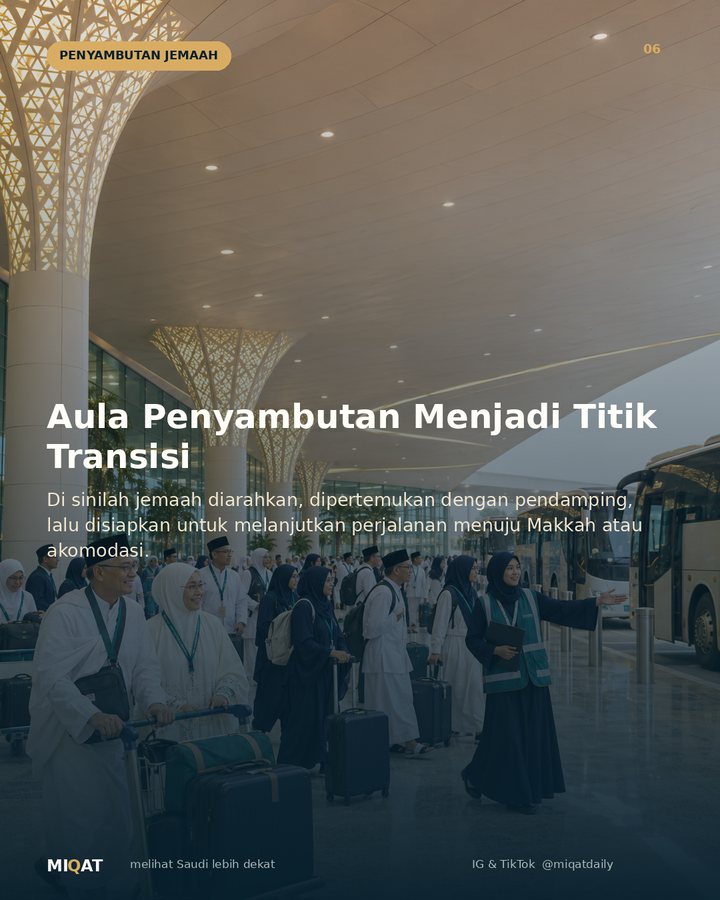 PENYAMBUTAN JEMAAH
06
Aula Penyambutan Menjadi Titik
Transisi
Di sinilah jemaah diarahkan, dipertemukan dengan pendamping,
lalu disiapkan untuk melanjutkan perjalanan menuju Makkah atau
akomodasi.
MIQAT melihat Saudi lebih dekat IG & TikTok @miqatdaily